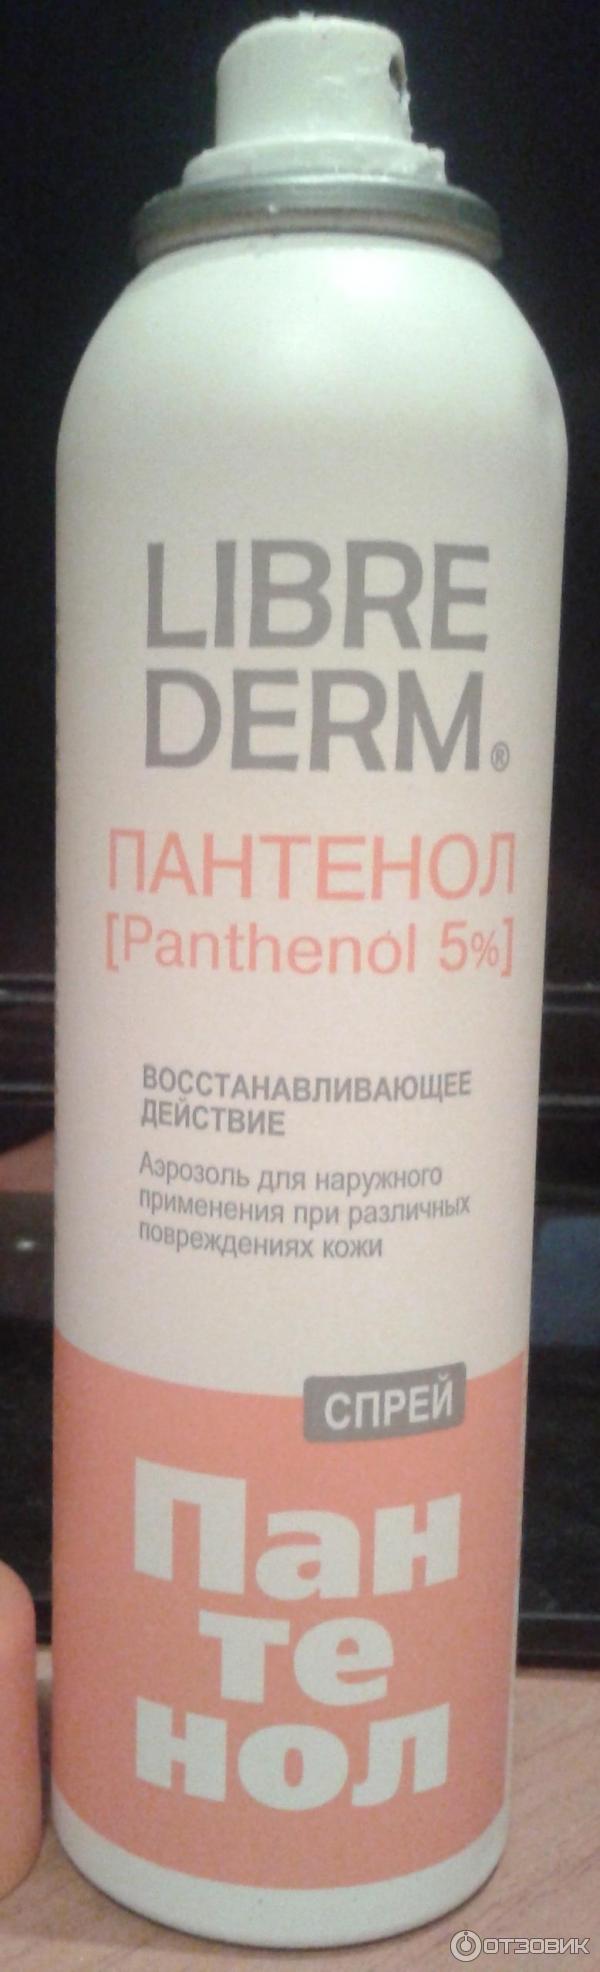 LIBRE
DERM®
ПАНТЕНОЛ
[Panthenol 5%]
ВОССТАНАВЛИВАЮЩЕЕ
ДЕЙСТВИЕ
Аэрозоль для наружного
применения при различных
повреждениях кожи
СПРЕЙ
Пан
те
нол
ОТЗОВИК